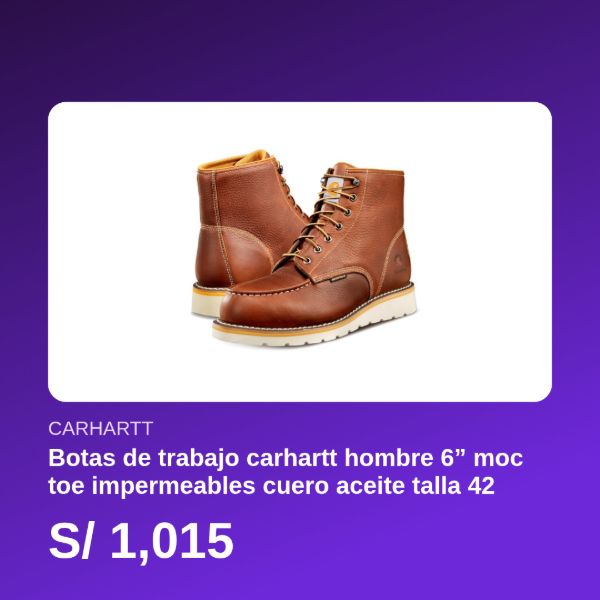 CARHARTT
Botas de trabajo carhartt hombre 6” moc
toe impermeables cuero aceite talla 42
S/ 1,015